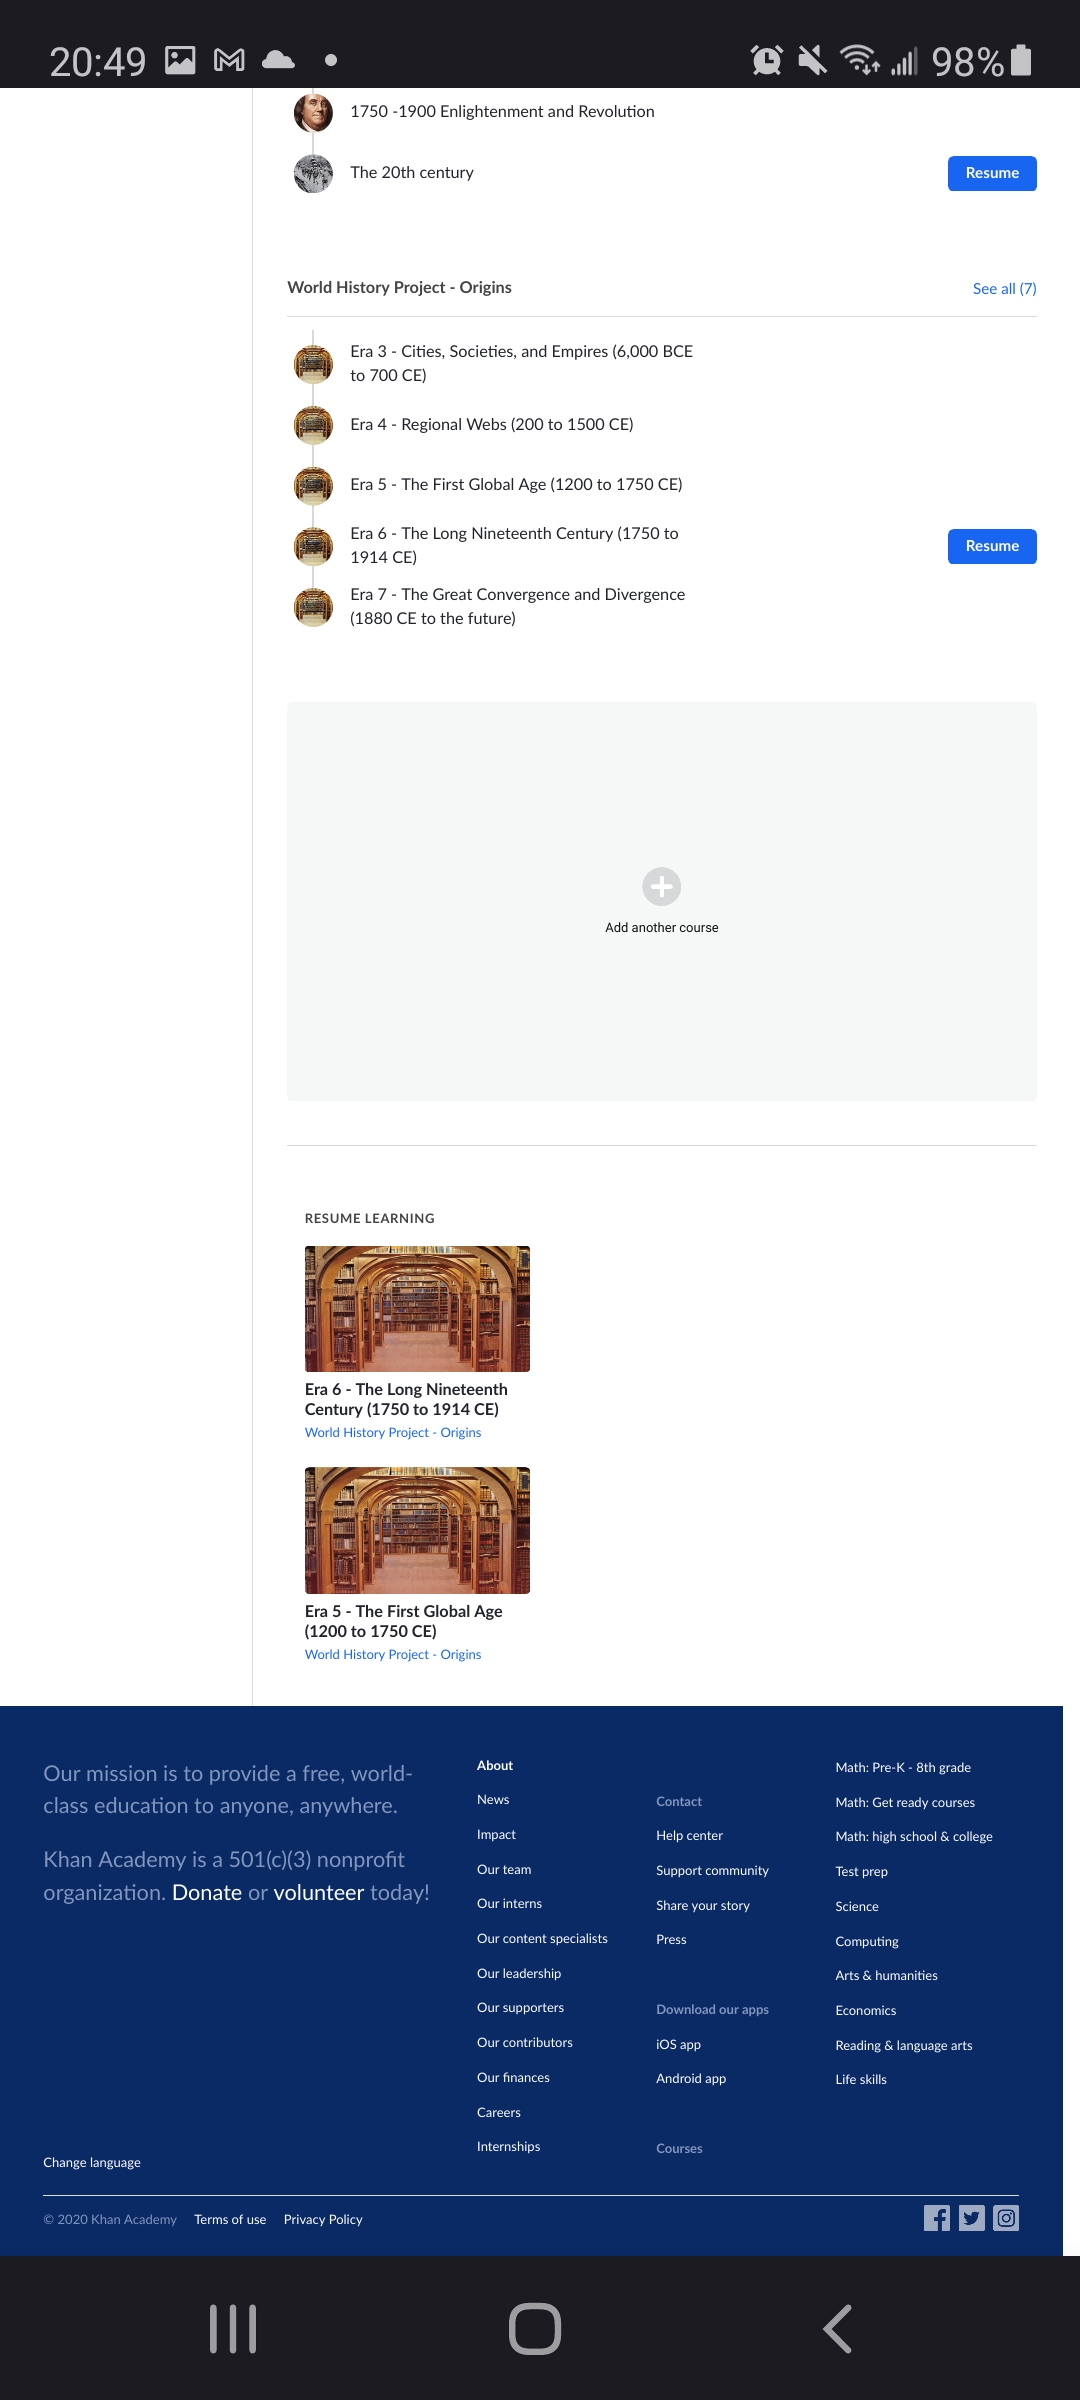 20:49
98%
1750 -1900 Enlightenment and Revolution
The 20th century
Resume
World History Project - Origins
See all (7)
Era 3 - Cities, Societies, and Empires (6,000 BCE
to 700 CE)
Era 4 - Regional Webs (200 to 1500 CE)
Era 5 - The First Global Age (1200 to 1750 CE)
Era 6 - The Long Nineteenth Century (1750 to
1914 CE)
Resume
Era 7 - The Great Convergence and Divergence
(1880 CE to the future)
Add another course
RESUME LEARNING
Era 6 - The Long Nineteenth
Century (1750 to 1914 CE)
World History Project - Origins
Era 5 - The First Global Age
(1200 to 1750 CE)
World History Project - Origins
Our mission is to provide a free, world-
class education to anyone, anywhere.
Khan Academy is a 501(c)(3) nonprofit
organization. Donate or volunteer today!
Change language
About
News
Impact
Our team
Our interns
Our content specialists
Our leadership
Our supporters
Our contributors
Our finances
Careers
Internships
Contact
Help center
Support community
Share your story
Press
Download our apps
iOS app
Android app
Courses
Math: Pre-K - 8th grade
Math: Get ready courses
Math: high school & college
Test prep
Science
Computing
Arts & humanities
Economics
Reading & language arts
Life skills
© 2020 Khan Academy
Terms of use
Privacy Policy